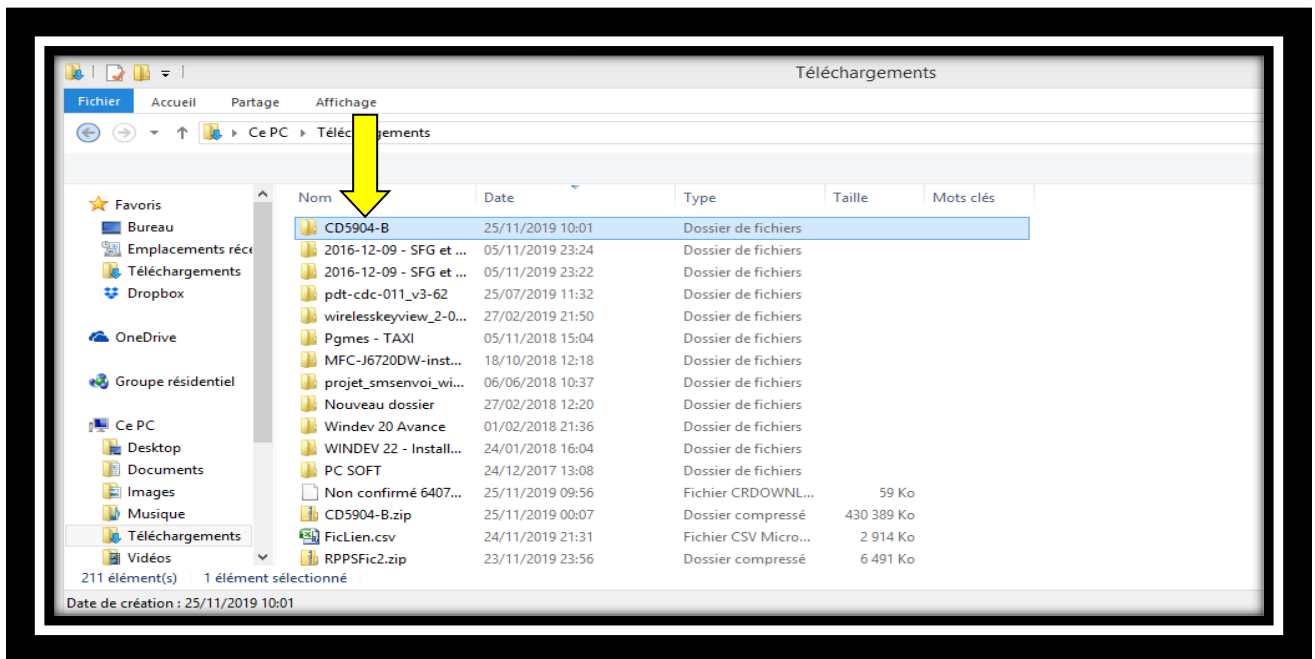 Téléchargements
Fichier Accueil Partage Affichage
Ce PC Téléc gements
Nom Date Type Taille Mots clés
Favoris
Bureau
Emplacements réce
Téléchargements
Dropbox
OneDrive
Groupe résidentiel
Ce PC
Desktop
Documents
Images
Musique
Téléchargements
Vidéos
CD5904-B 25/11/2019 10:01 Dossier de fichiers
2016-12-09 - SFG et ... 05/11/2019 23:24 Dossier de fichiers
2016-12-09 - SFG et ... 05/11/2019 23:22 Dossier de fichiers
pdt-cdc-011_v3-62 25/07/2019 11:32 Dossier de fichiers
wirelesskeyview_2-0... 27/02/2019 21:50 Dossier de fichiers
Pgmes - TAXI 05/11/2018 15:04 Dossier de fichiers
MFC-J6720DW-inst... 18/10/2018 12:18 Dossier de fichiers
projet_smsenvoi_wi... 06/06/2018 10:37 Dossier de fichiers
Nouveau dossier 27/02/2018 12:20 Dossier de fichiers
Windev 20 Avance 01/02/2018 21:36 Dossier de fichiers
WINDEV 22 - Install... 24/01/2018 16:04 Dossier de fichiers
PC SOFT 24/12/2017 13:08 Dossier de fichiers
Non confirmé 6407... 25/11/2019 09:56 Fichier CRDOWNL... 59 Ko
CD5904-B.zip 25/11/2019 00:07 Dossier compressé 430 389 Ko
FicLien.csv 24/11/2019 21:31 Fichier CSV Micro... 2 914 Ko
RPPSFic2.zip 23/11/2019 23:56 Dossier compressé 6 491 Ko
211 élément(s) 1 élément sélectionné
Date de création : 25/11/2019 10:01